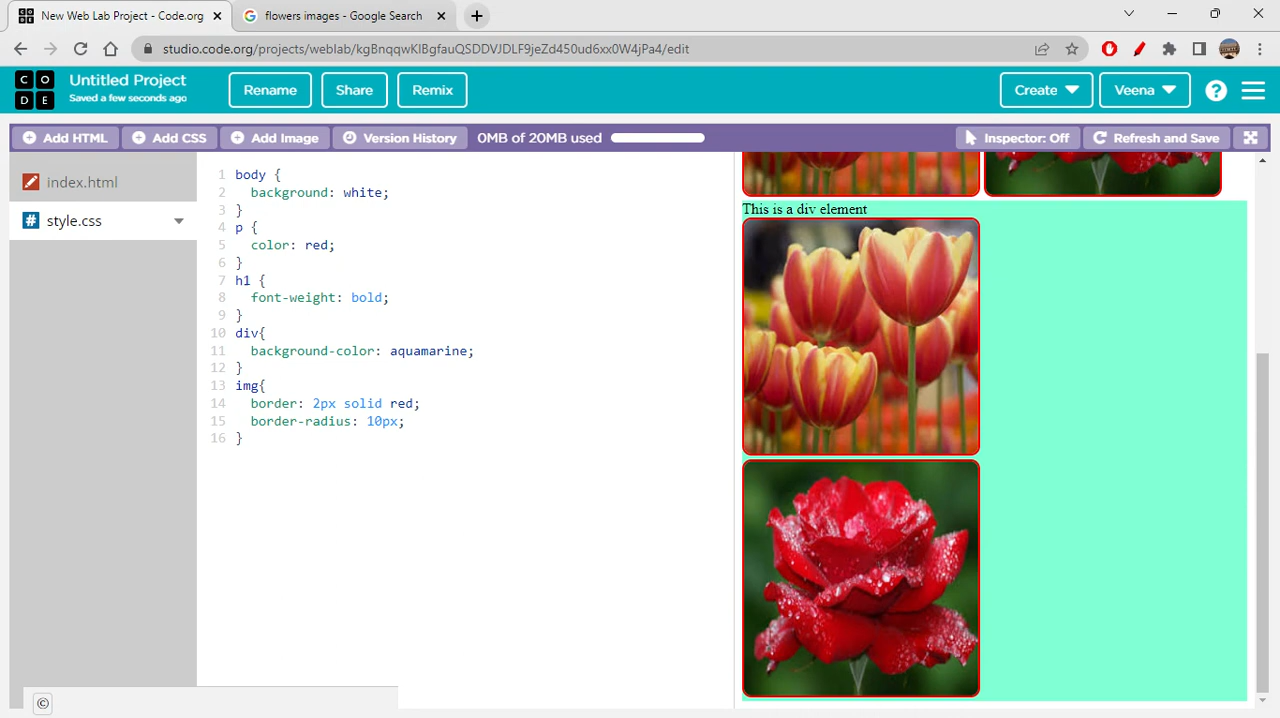 New Web Lab Project - Code.org
flowers images - Google Search
studio.code.org/projects/weblab/kgBnqqwKlBgfauQSDDVJDLF9jeZd450ud6xx0W4jPa4/edit
CODE
Untitled Project
Saved a few seconds ago
Rename
Share
Remix
Create
Veena
?
Add HTML
Add CSS
Add Image
Version History
0MB of 20MB used
Inspector: Off
Refresh and Save
index.html
style.css
1 body {
2 background: white;
3 }
4 p {
5 color: red;
6 }
7 h1 {
8 font-weight: bold;
9 }
10 div{
11 background-color: aquamarine;
12 }
13 img{
14 border: 2px solid red;
15 border-radius: 10px;
16 }
This is a div element
©